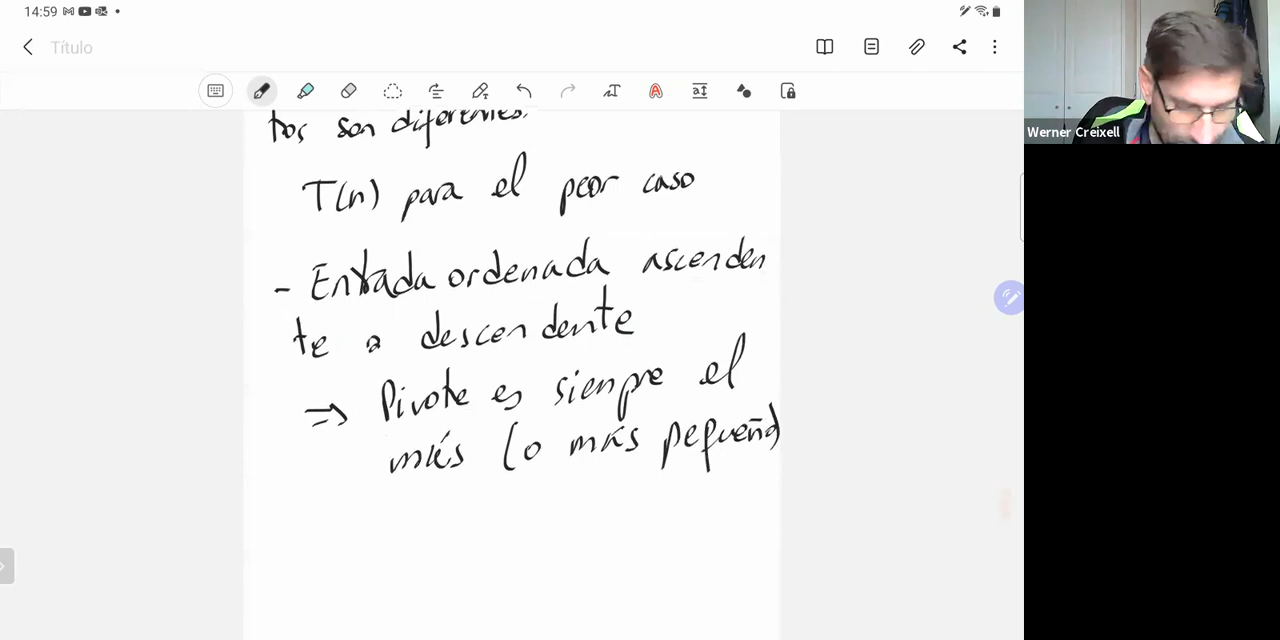 14:59
Título
Werner Creixell
tos son diferentes.
T(n) para el peor caso
- Entrada ordenada ascenden
te o descendente
⇒ Pivote es siempre el
más (o más pequeño)